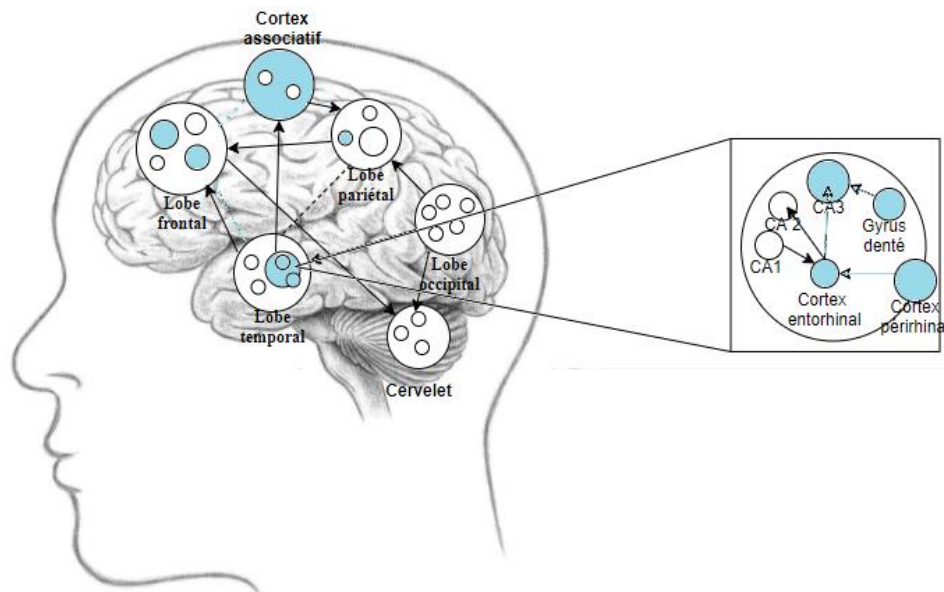 Cortex
associatif
Lobe
frontal
Lobe
pariétal
Lobe
occipital
Lobe
temporal
Cervelet
CA3
CA 2
CA1
Gyrus
denté
Cortex
entorhinal
Cortex
périrhinal